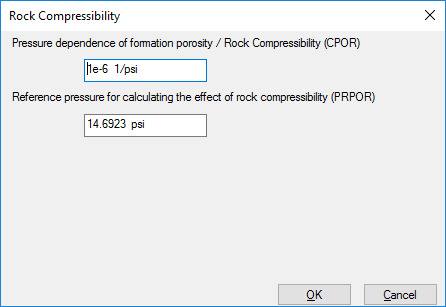 Rock Compressibility
Pressure dependence of formation porosity / Rock Compressibility (CPOR)
1e-6 1/psi
Reference pressure for calculating the effect of rock compressibility (PRPOR)
14.6923 psi
OK Cancel